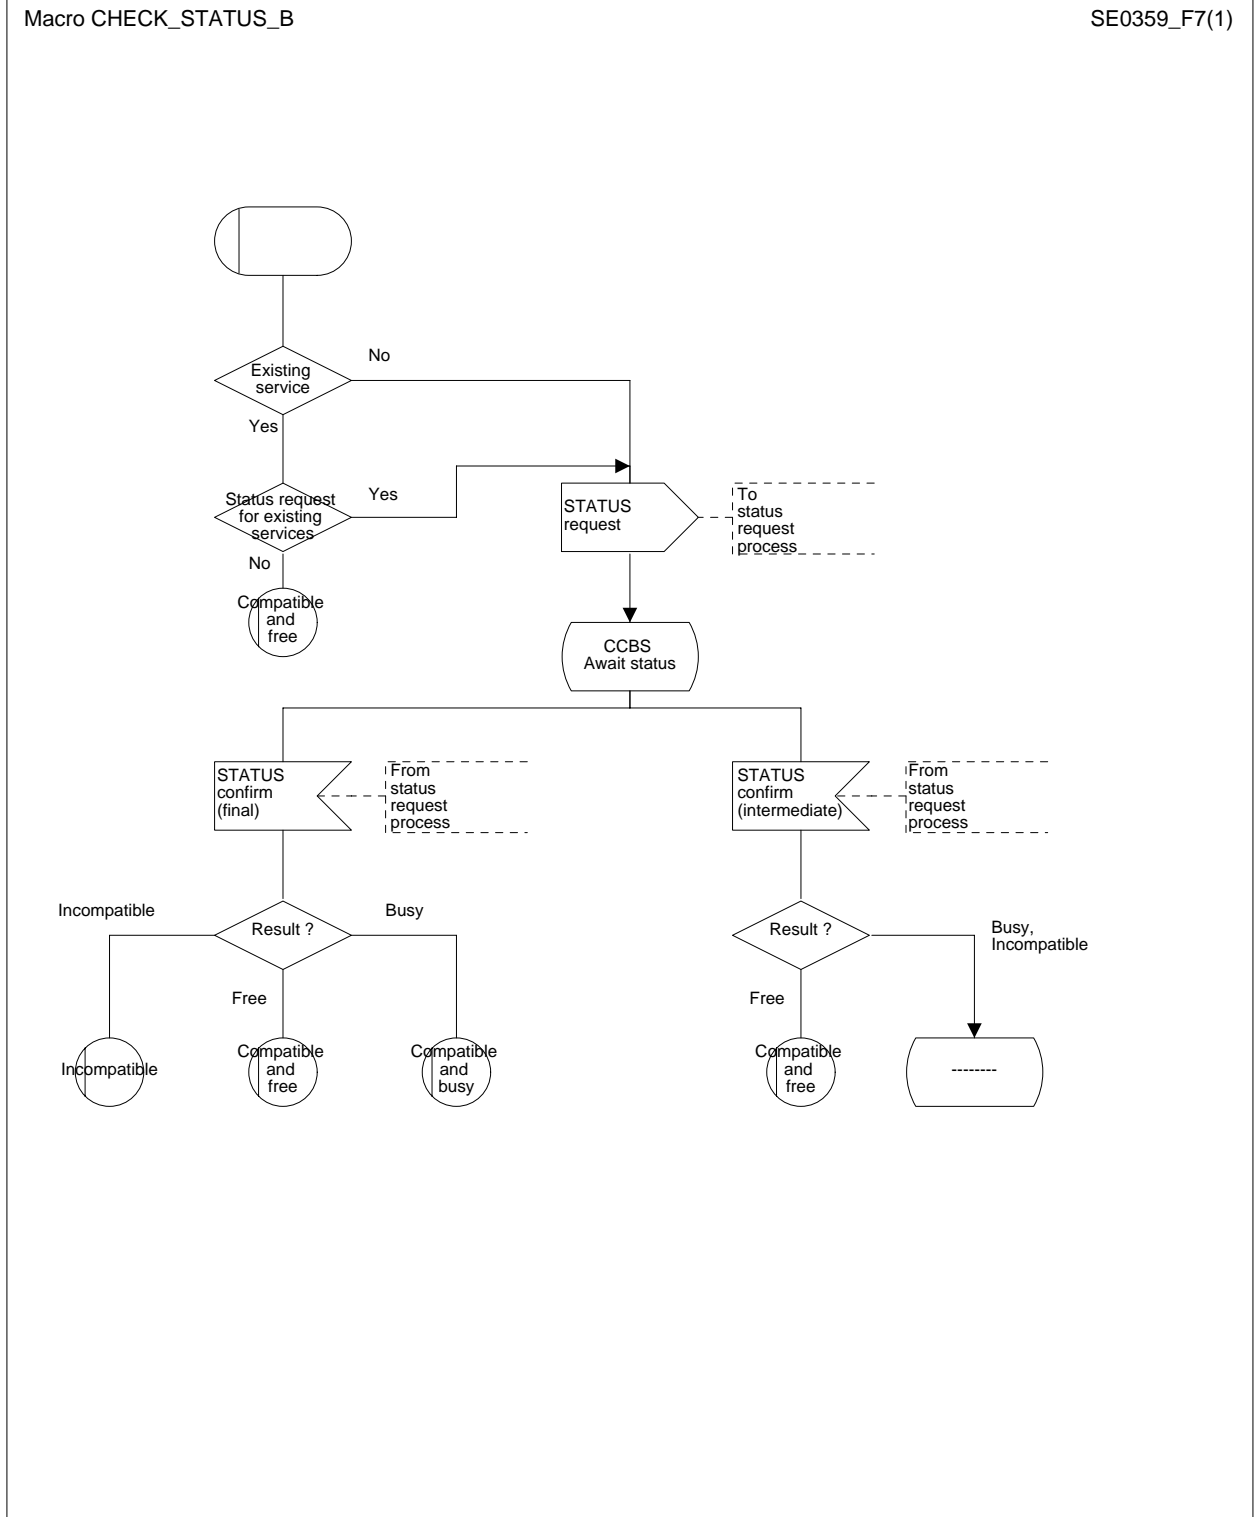 Macro CHECK_STATUS_B
SE0359_F7(1)
No
Existing
service
Yes
Status request
for existing
services
Yes
STATUS
request
To
status
request
process
No
Compatible
and
free
CCBS
Await status
STATUS
confirm
(final)
From
status
request
process
STATUS
confirm
(intermediate)
From
status
request
process
Incompatible
Result ?
Busy
Result ?
Busy,
Incompatible
Free
Free
Incompatible
Compatible
and
free
Compatible
and
busy
Compatible
and
free
--------